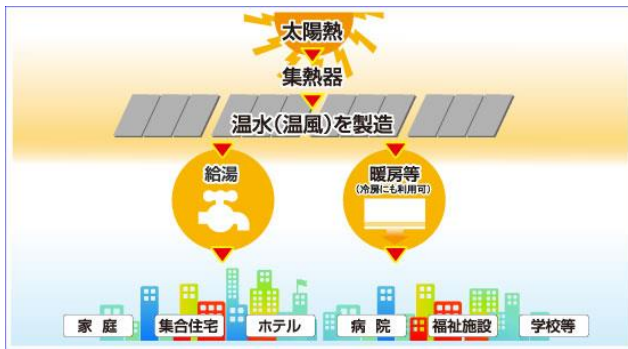 太陽熱
集熱器
温水(温風)を製造
給湯
暖房等
(冷房にも利用可)
家庭
集合住宅
ホテル
病院
福祉施設
学校等